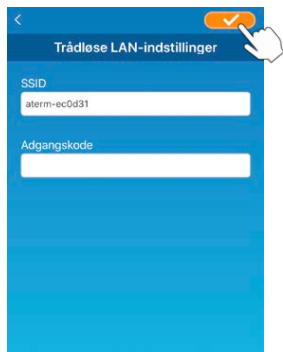 Trådløse LAN-indstillinger
SSID
aterm-ec0d31
Adgangskode